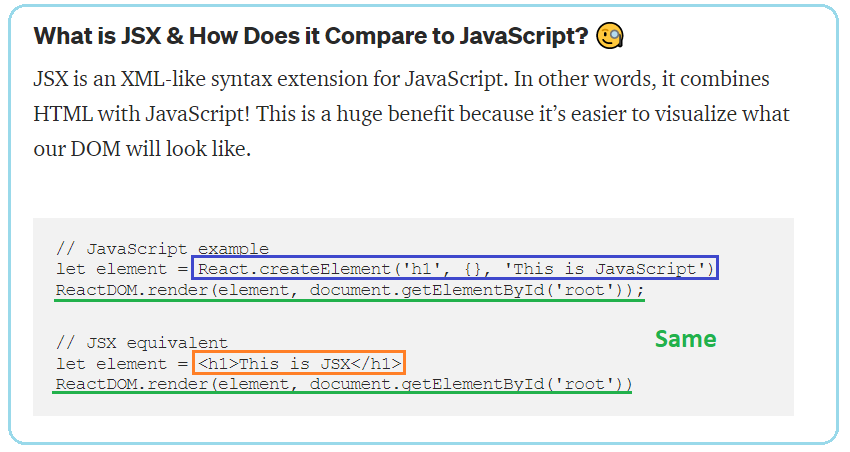 What is JSX & How Does it Compare to JavaScript? 🧐
JSX is an XML-like syntax extension for JavaScript. In other words, it combines
HTML with JavaScript! This is a huge benefit because it’s easier to visualize what
our DOM will look like.
// JavaScript example
let element = React.createElement('h1', {}, 'This is JavaScript')
ReactDOM.render(element, document.getElementById('root'));
// JSX equivalent
Same
let element = <h1>This is JSX</h1>
ReactDOM.render(element, document.getElementById('root'))